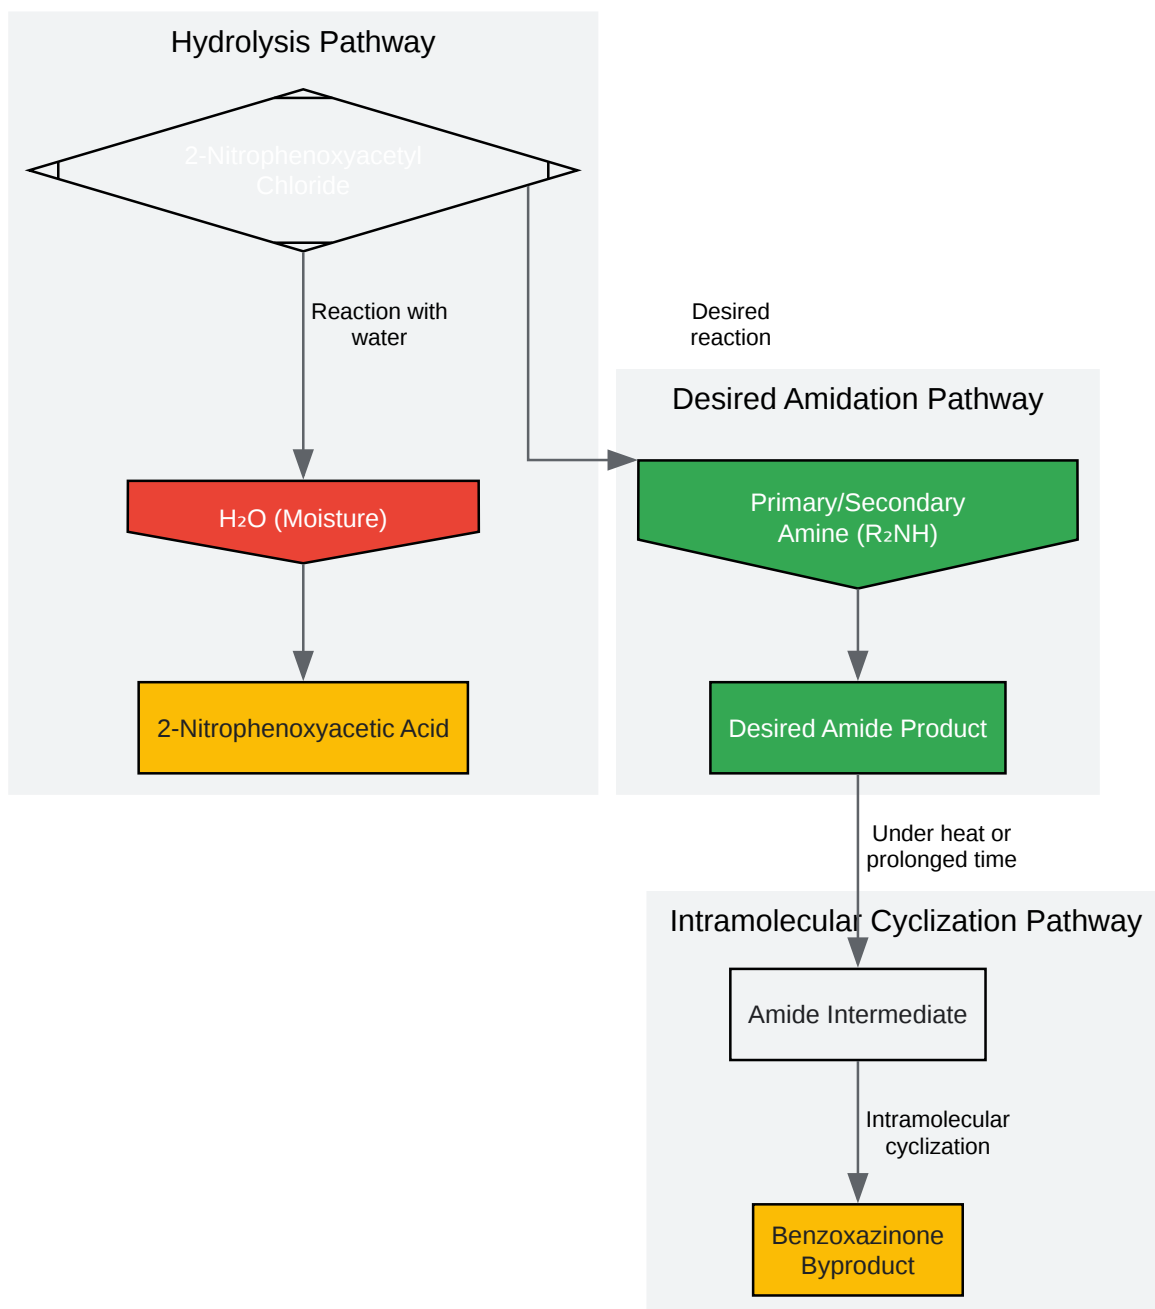 Hydrolysis Pathway
2-Nitrophenoxyacetyl
Chloride
Reaction with
water
Desired
reaction
Desired Amidation Pathway
H₂O (Moisture)
Primary/Secondary
Amine (R₂NH)
2-Nitrophenoxyacetic Acid
Desired Amide Product
Under heat or
prolonged time
Intramolecular Cyclization Pathway
Amide Intermediate
Intramolecular
cyclization
Benzoxazinone
Byproduct